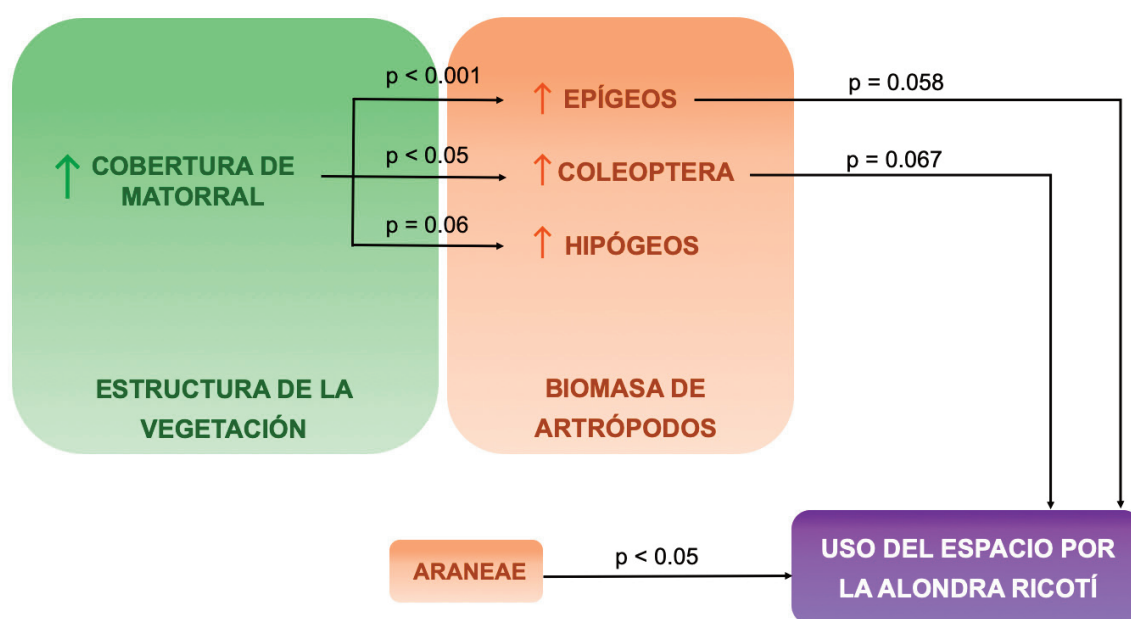 p < 0.001
↑ EPÍGEOS
p = 0.058
↑ COBERTURA DE
MATORRAL
p < 0.05
↑ COLEOPTERA
p = 0.067
p = 0.06
↑ HIPÓGEOS
ESTRUCTURA DE LA
VEGETACIÓN
BIOMASA DE
ARTRÓPODOS
ARANEAE
p < 0.05
USO DEL ESPACIO POR
LA ALONDRA RICOTÍ